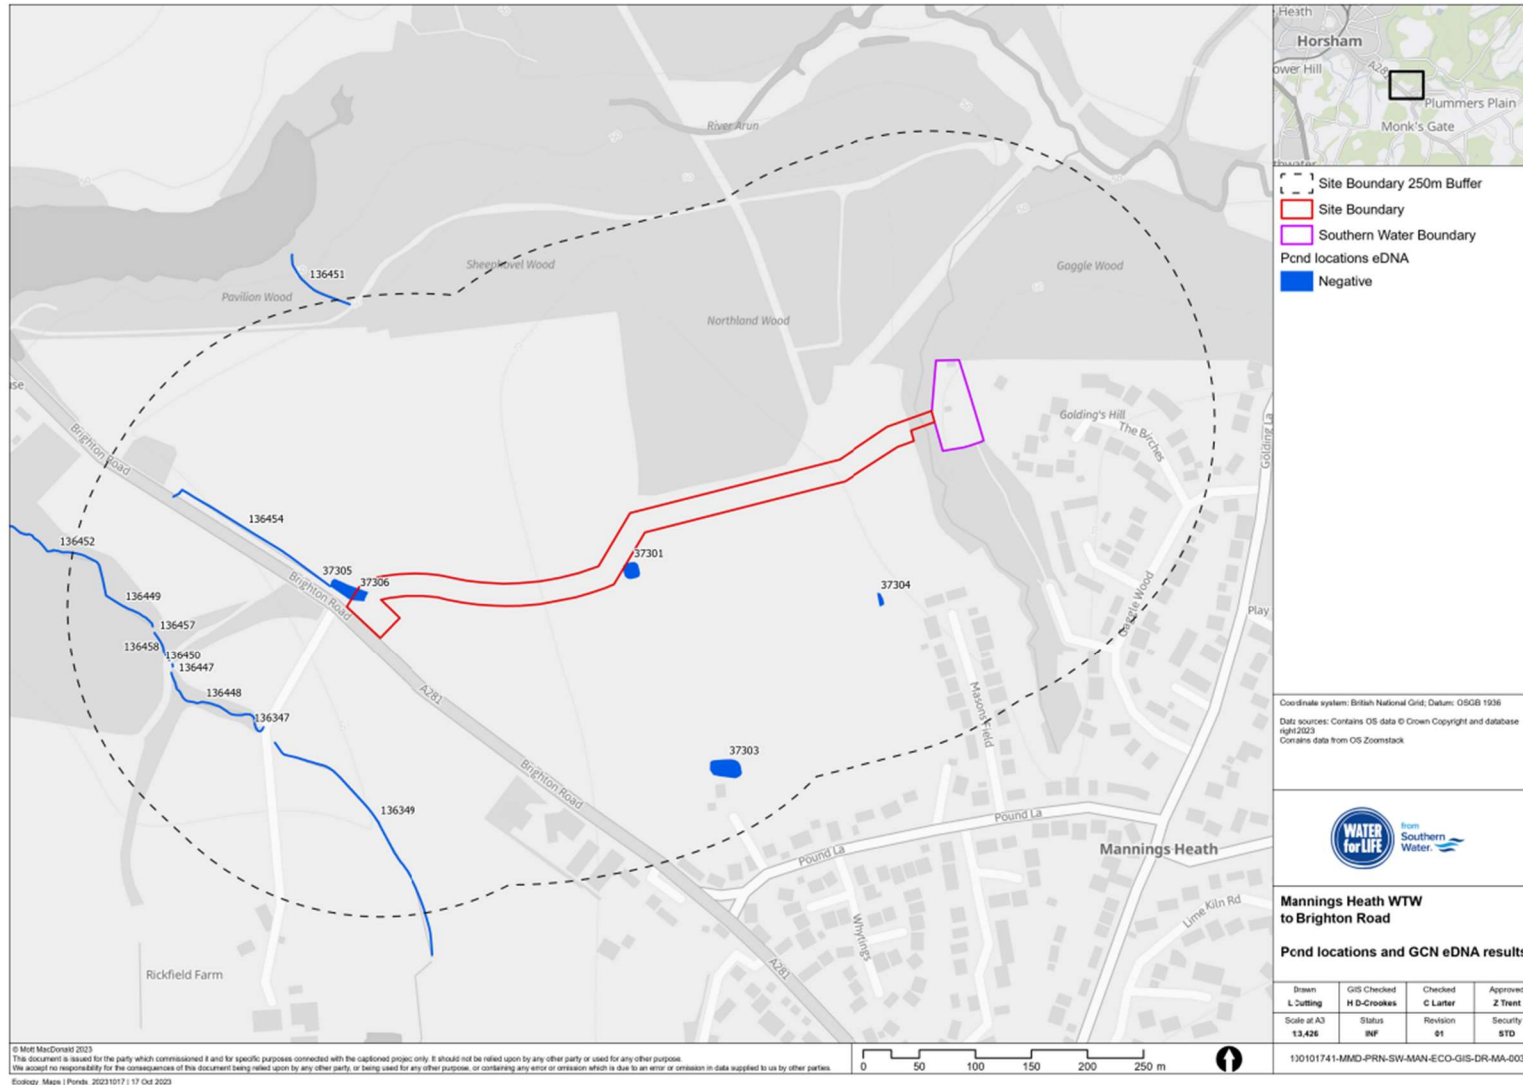 River Arun
50
50
50
50
50
50
Sheephovel Wood
Gaggle Wood
136451
Pavilion Wood
Northland Wood
Golding's Hill
The Birches
Golding La
Brighton Road
136454
136452
37305
37306
37301
37304
Brighton Road
136449
136457
136458
136450
136447
136448
136347
A281
Gaggle Wood
Play
Masons Field
37303
Brighton Road
136349
Pound La
Pound La
Mannings Heath
Whytings
Lime Kiln Rd
A281
Rickfield Farm
Heath
Horsham
ower Hill
A28
Plummers Plain
Monk's Gate
thwater
Site Boundary 250m Buffer
Site Boundary
Southern Water Boundary
Pond locations eDNA
Negative
Coordinate system: British National Grid; Datum: OSGB 1936
Data sources: Contains OS data © Crown Copyright and database
right 2023
Contains data from OS Zoomstack
WATER
for LIFE
from
Southern
Water.
Mannings Heath WTW
to Brighton Road
Pond locations and GCN eDNA results
Drawn
L Cutting
GIS Checked
H D-Crookes
Checked
C Larter
Approved
Z Trent
Scale at A3
1:3,426
Status
INF
Revision
01
Security
STD
100101741-MMD-PRN-SW-MAN-ECO-GIS-DR-MA-003
© Mott MacDonald 2023
This document is issued for the party which commissioned it and for specific purposes connected with the captioned project only. It should not be relied upon by any other party or used for any other purpose.
We accept no responsibility for the consequences of this document being relied upon by any other party, or being used for any other purpose, or containing any error or omission which is due to an error or omission in data supplied to us by other parties.
0 50 100 150 200 250 m
Ecology_Maps | Ponds_20231017 | 17 Oct 2023